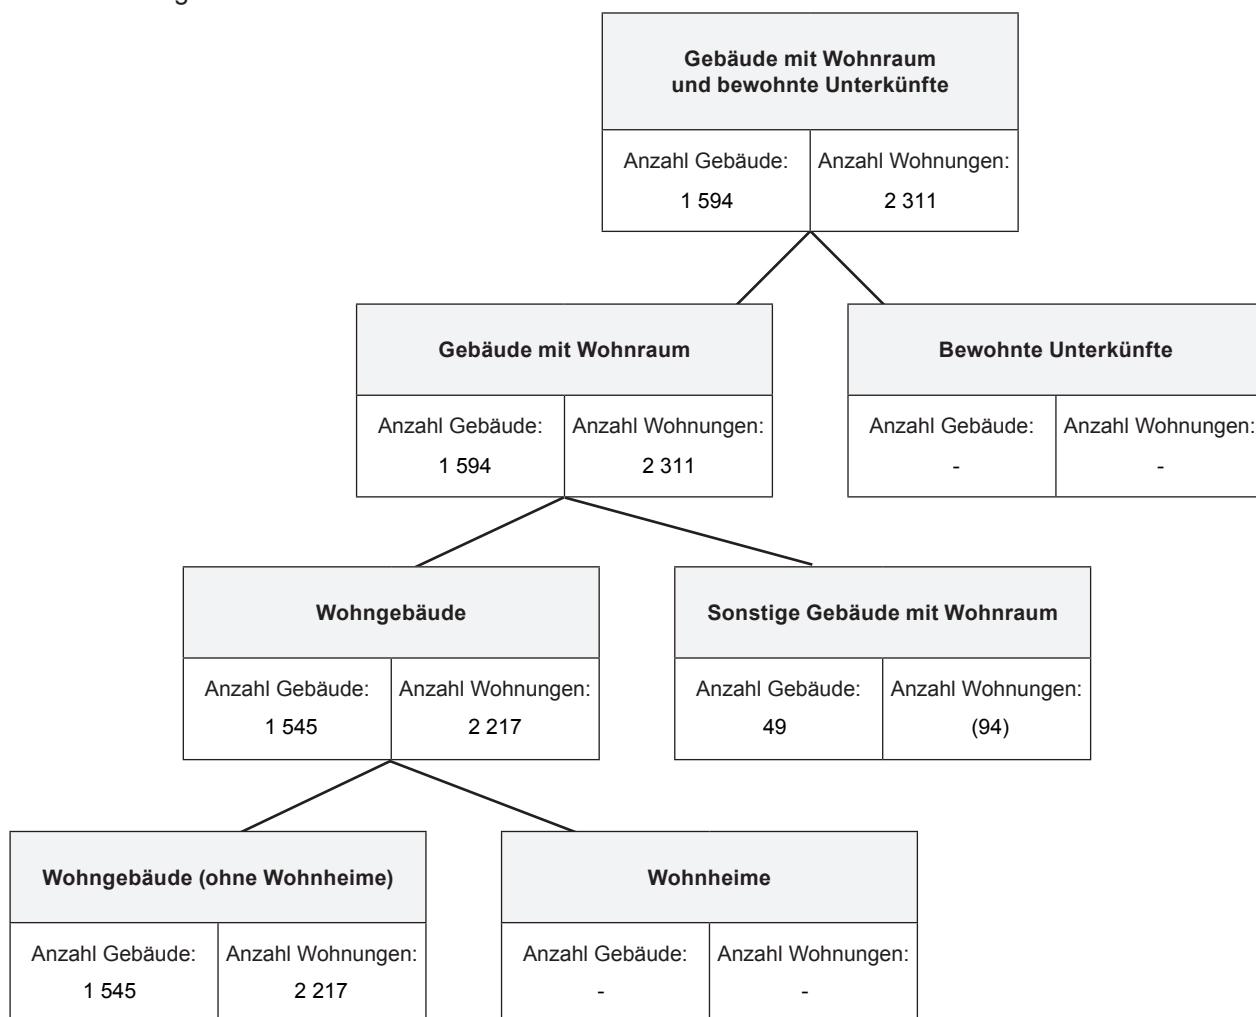 Gebäude mit Wohnraum
und bewohnte Unterkünfte
Anzahl Gebäude: Anzahl Wohnungen:
1 594 2 311
Gebäude mit Wohnraum
Anzahl Gebäude: Anzahl Wohnungen:
1 594 2 311
Bewohnte Unterkünfte
Anzahl Gebäude: Anzahl Wohnungen:
- -
Wohngebäude
Anzahl Gebäude: Anzahl Wohnungen:
1 545 2 217
Sonstige Gebäude mit Wohnraum
Anzahl Gebäude: Anzahl Wohnungen:
49 (94)
Wohngebäude (ohne Wohnheime)
Anzahl Gebäude: Anzahl Wohnungen:
1 545 2 217
Wohnheime
Anzahl Gebäude: Anzahl Wohnungen:
- -